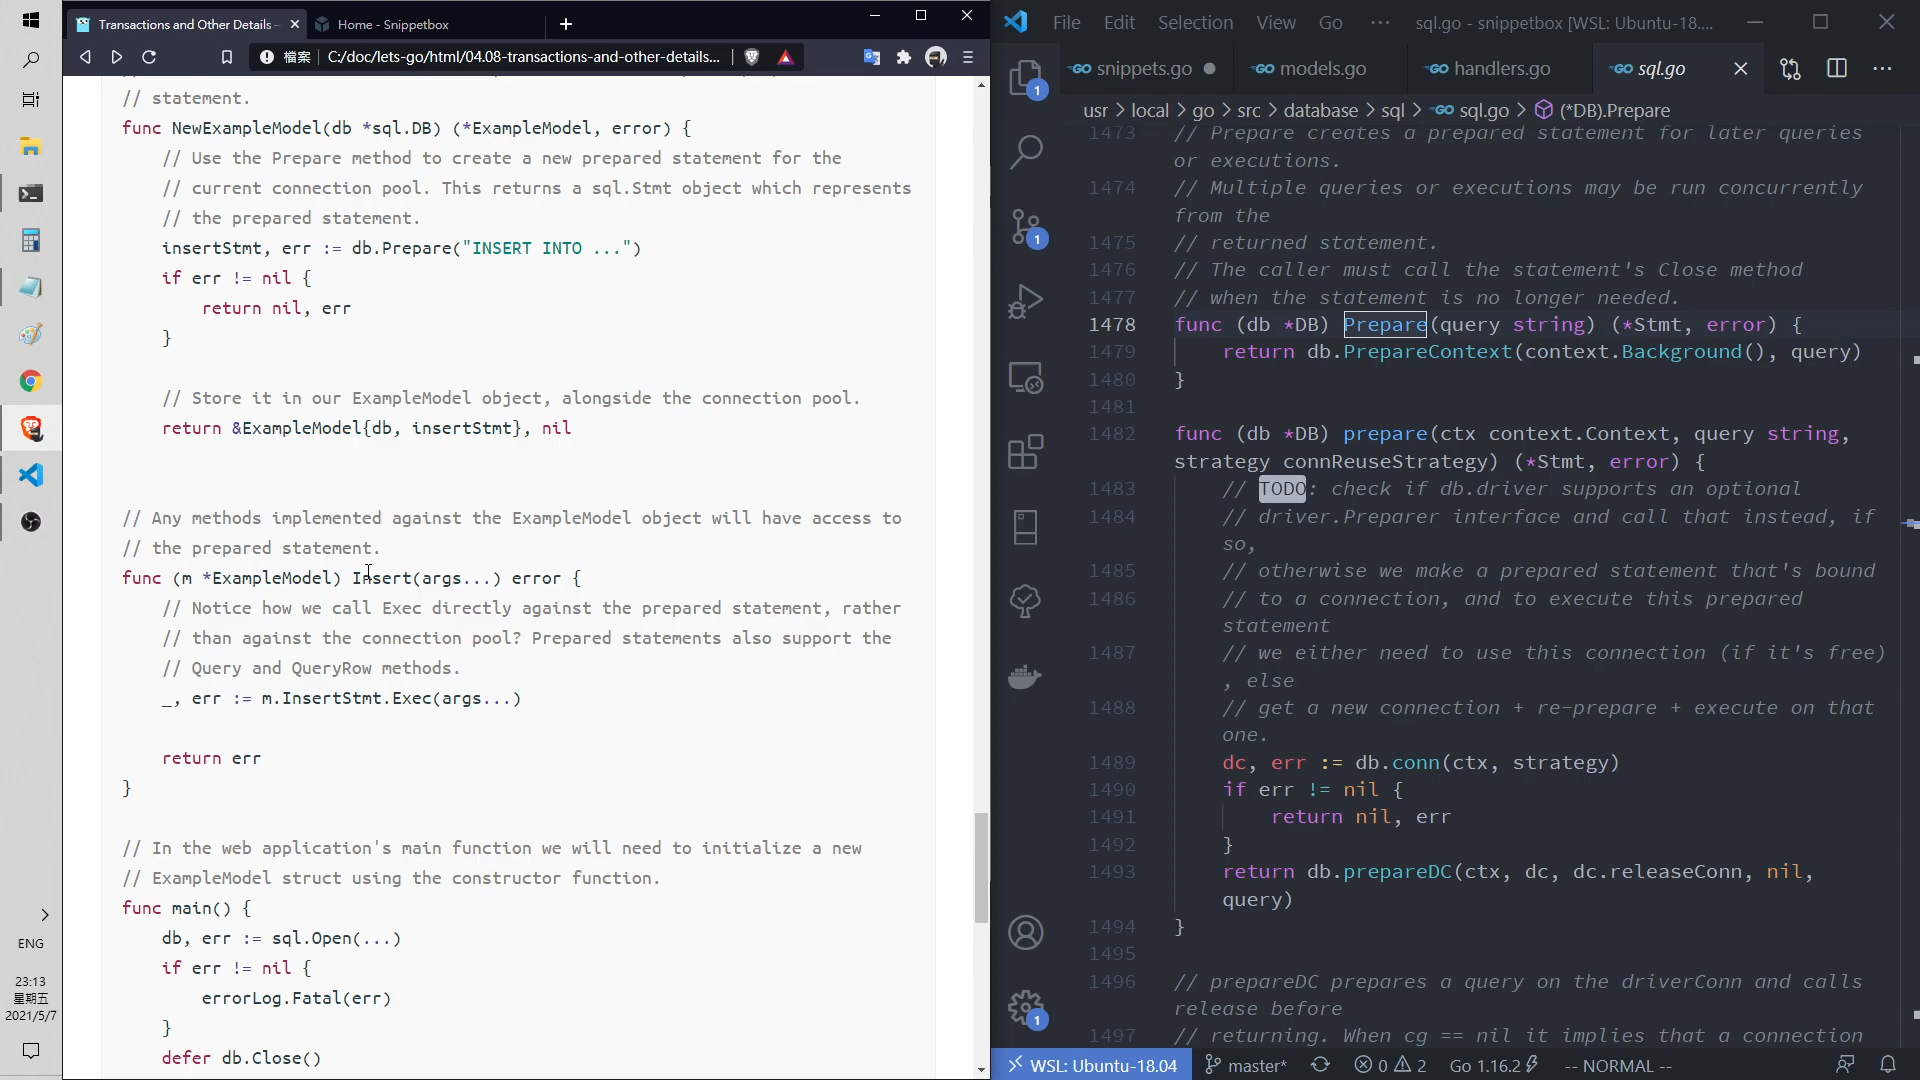 Transactions and Other Details
Home - Snippetbox
檔案
C:/doc/lets-go/html/04.08-transactions-and-other-details...
// statement.
func NewExampleModel(db *sql.DB) (*ExampleModel, error) {
// Use the Prepare method to create a new prepared statement for the
// current connection pool. This returns a sql.Stmt object which represents
// the prepared statement.
insertStmt, err := db.Prepare("INSERT INTO ...")
if err != nil {
return nil, err
}
// Store it in our ExampleModel object, alongside the connection pool.
return &ExampleModel{db, insertStmt}, nil
// Any methods implemented against the ExampleModel object will have access to
// the prepared statement.
func (m *ExampleModel) Insert(args...) error {
// Notice how we call Exec directly against the prepared statement, rather
// than against the connection pool? Prepared statements also support the
// Query and QueryRow methods.
_, err := m.InsertStmt.Exec(args...)
return err
}
// In the web application's main function we will need to initialize a new
// ExampleModel struct using the constructor function.
func main() {
db, err := sql.Open(...)
if err != nil {
errorLog.Fatal(err)
}
defer db.Close()
ENG
23:13
星期五
2021/5/7
File Edit Selection View Go ··· sql.go - snippetbox [WSL: Ubuntu-18....
snippets.go
models.go
handlers.go
sql.go
usr > local > go > src > database > sql > sql.go > (*DB).Prepare
1473 // Prepare creates a prepared statement for later queries
or executions.
1474 // Multiple queries or executions may be run concurrently
from the
1475 // returned statement.
1476 // The caller must call the statement's Close method
1477 // when the statement is no longer needed.
1478 func (db *DB) Prepare(query string) (*Stmt, error) {
1479 return db.PrepareContext(context.Background(), query)
1480 }
1481
1482 func (db *DB) prepare(ctx context.Context, query string,
strategy connReuseStrategy) (*Stmt, error) {
1483 // TODO: check if db.driver supports an optional
1484 // driver.Preparer interface and call that instead, if
so,
1485 // otherwise we make a prepared statement that's bound
1486 // to a connection, and to execute this prepared
statement
1487 // we either need to use this connection (if it's free)
, else
1488 // get a new connection + re-prepare + execute on that
one.
1489 dc, err := db.conn(ctx, strategy)
1490 if err != nil {
1491 return nil, err
1492 }
1493 return db.prepareDC(ctx, dc, dc.releaseConn, nil,
query)
1494 }
1495
1496 // prepareDC prepares a query on the driverConn and calls
release before
1497 // returning. When cg == nil it implies that a connection
1
1
1
WSL: Ubuntu-18.04 master* 0 2 Go 1.16.2 -- NORMAL --